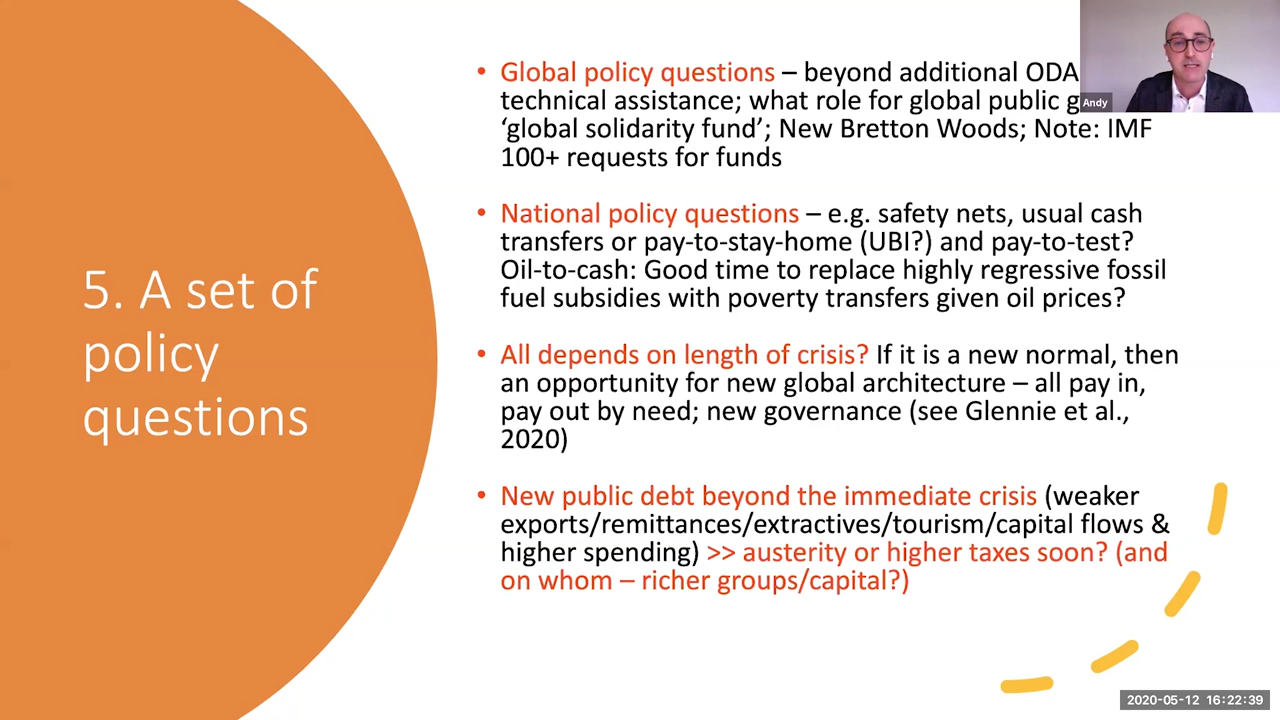 5. A set of
policy
questions
• Global policy questions – beyond additional ODA
technical assistance; what role for global public g
‘global solidarity fund’; New Bretton Woods; Note: IMF
100+ requests for funds
• National policy questions – e.g. safety nets, usual cash
transfers or pay-to-stay-home (UBI?) and pay-to-test?
Oil-to-cash: Good time to replace highly regressive fossil
fuel subsidies with poverty transfers given oil prices?
• All depends on length of crisis? If it is a new normal, then
an opportunity for new global architecture – all pay in,
pay out by need; new governance (see Glennie et al.,
2020)
• New public debt beyond the immediate crisis (weaker
exports/remittances/extractives/tourism/capital flows &
higher spending) >> austerity or higher taxes soon? (and
on whom – richer groups/capital?)
Andy
2020-05-12 16:22:39